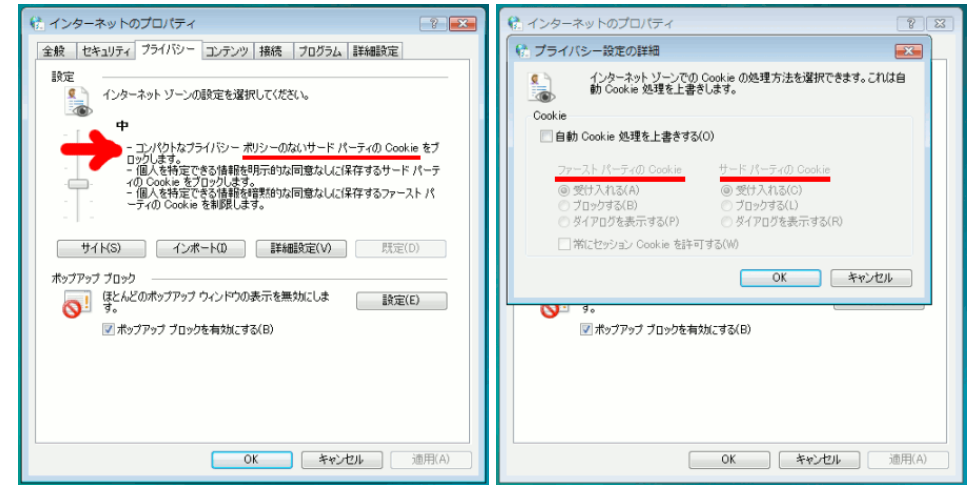 インターネットのプロパティ
全般 セキュリティ プライバシー コンテンツ 接続 プログラム 詳細設定
設定
インターネット ゾーンの設定を選択してください。
中
- コンパクトなプライバシー ポリシーのないサード パーティの Cookie をブ
ロックします。
- 個人を特定できる情報を明示的な同意なしに保存するサード パーテ
ィの Cookie をブロックします。
- 個人を特定できる情報を暗黙的な同意なしに保存するファースト パ
ーティの Cookie を制限します。
サイト(S) インポート(I) 詳細設定(V) 既定(D)
ポップアップ ブロック
ほとんどのポップアップ ウィンドウの表示を無効にしま
す。
設定(E)
ポップアップ ブロックを有効にする(B)
OK キャンセル 適用(A)
インターネットのプロパティ
プライバシー設定の詳細
インターネット ゾーンでの Cookie の処理方法を選択できます。これは自
動 Cookie 処理を上書きします。
Cookie
自動 Cookie 処理を上書きする(O)
ファースト パーティの Cookie サード パーティの Cookie
受け入れる(A) 受け入れる(C)
ブロックする(B) ブロックする(L)
ダイアログを表示する(P) ダイアログを表示する(R)
常にセッション Cookie を許可する(W)
OK キャンセル
す。
ポップアップ ブロックを有効にする(B)
OK キャンセル 適用(A)